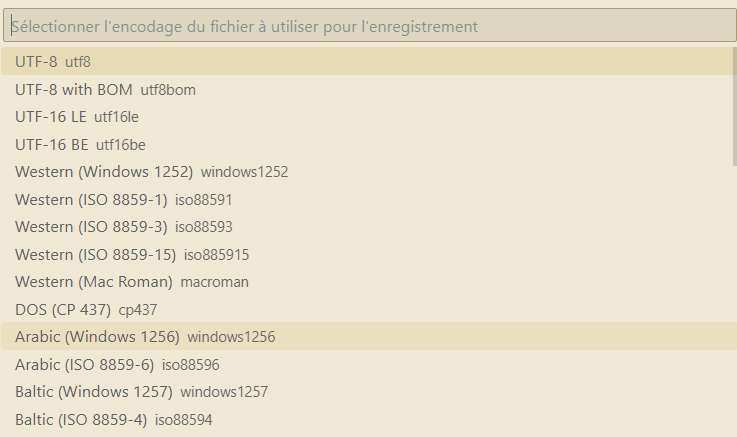 Sélectionner l'encodage du fichier à utiliser pour l'enregistrement
UTF-8 utf8
UTF-8 with BOM utf8bom
UTF-16 LE utf16le
UTF-16 BE utf16be
Western (Windows 1252) windows1252
Western (ISO 8859-1) iso88591
Western (ISO 8859-3) iso88593
Western (ISO 8859-15) iso885915
Western (Mac Roman) macroman
DOS (CP 437) cp437
Arabic (Windows 1256) windows1256
Arabic (ISO 8859-6) iso88596
Baltic (Windows 1257) windows1257
Baltic (ISO 8859-4) iso88594